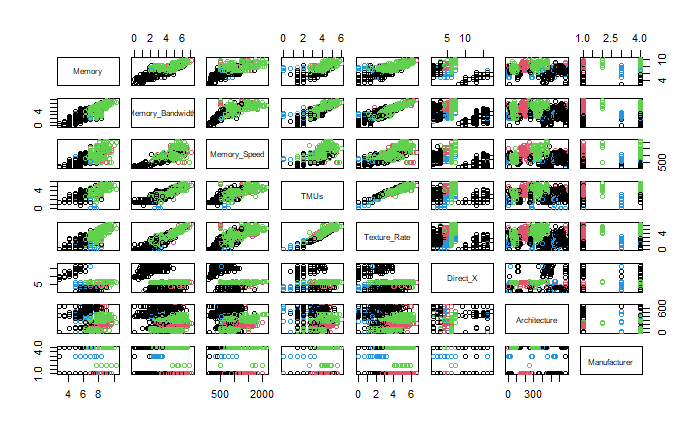 0 2 4 6
0 2 4 6
5 10
1.0 2.5 4.0
Memory
4 10
0 4
Memory_Bandwidth
Memory_Speed
500
0 4
TMUs
Texture_Rate
0 4
5
Direct_X
Architecture
0 600
1.0 4.0
Manufacturer
4 6 8
500 2000
0 2 4 6
0 300